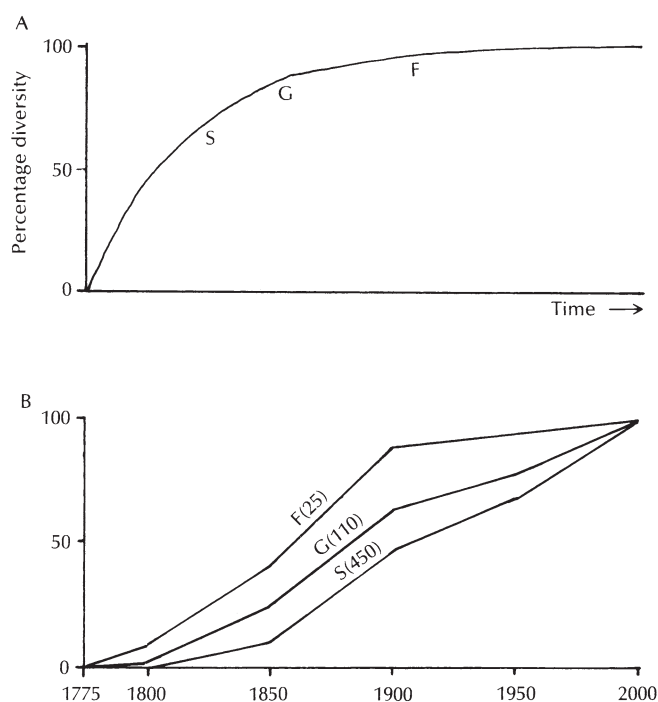 A
100
Percentage diversity
50
0
S
G
F
Time →
B
100
50
0
F(25)
G(110)
S(450)
1775 1800 1850 1900 1950 2000